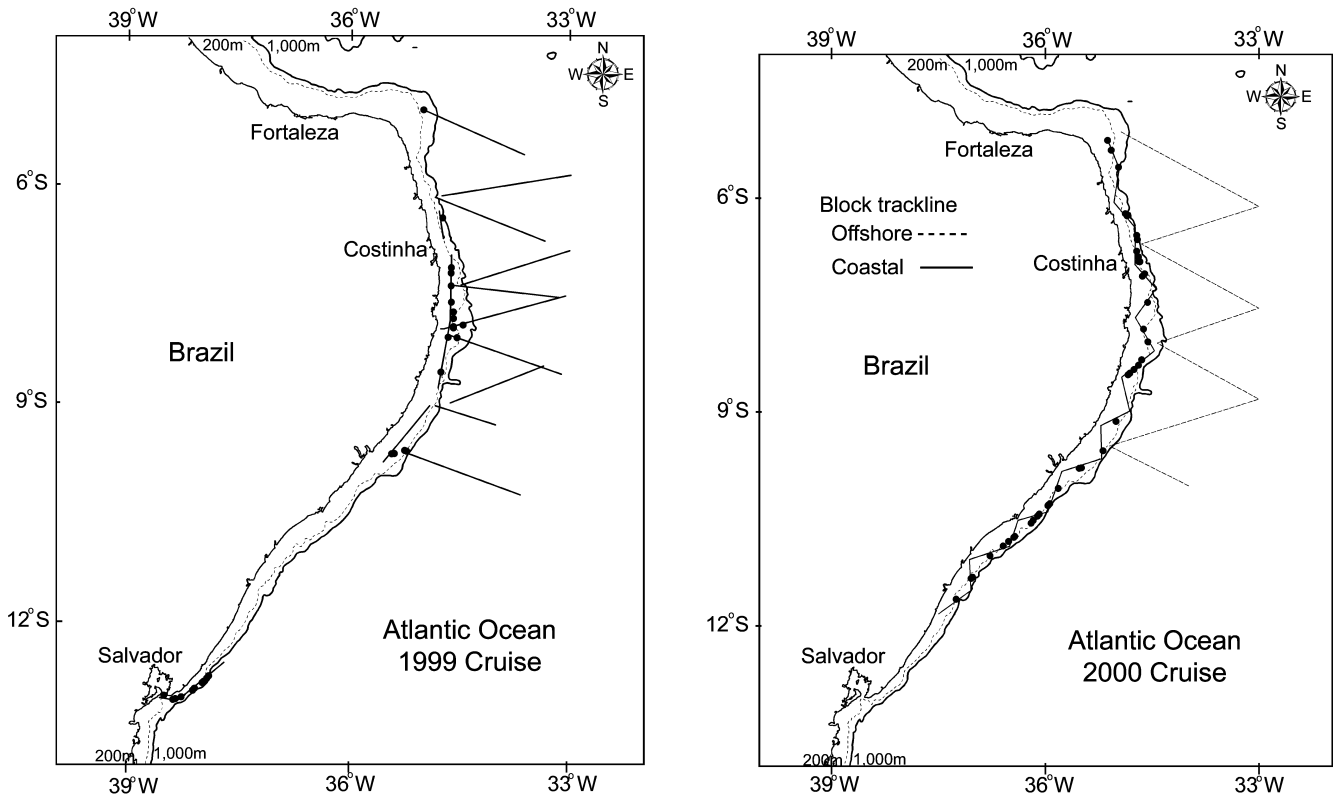 39°W 36°W 33°W
200m 1,000m
N
W E
S
Fortaleza
6°S
Costinha
Brazil
9°S
12°S
Atlantic Ocean
1999 Cruise
Salvador
200m 1,000m
39°W 36°W 33°W
39°W 36°W 33°W
200m 1,000m
N
W E
S
Fortaleza
6°S
Block trackline
Offshore
Coastal
Costinha
Brazil
9°S
12°S
Atlantic Ocean
2000 Cruise
Salvador
200m 1,000m
39°W 36°W 33°W